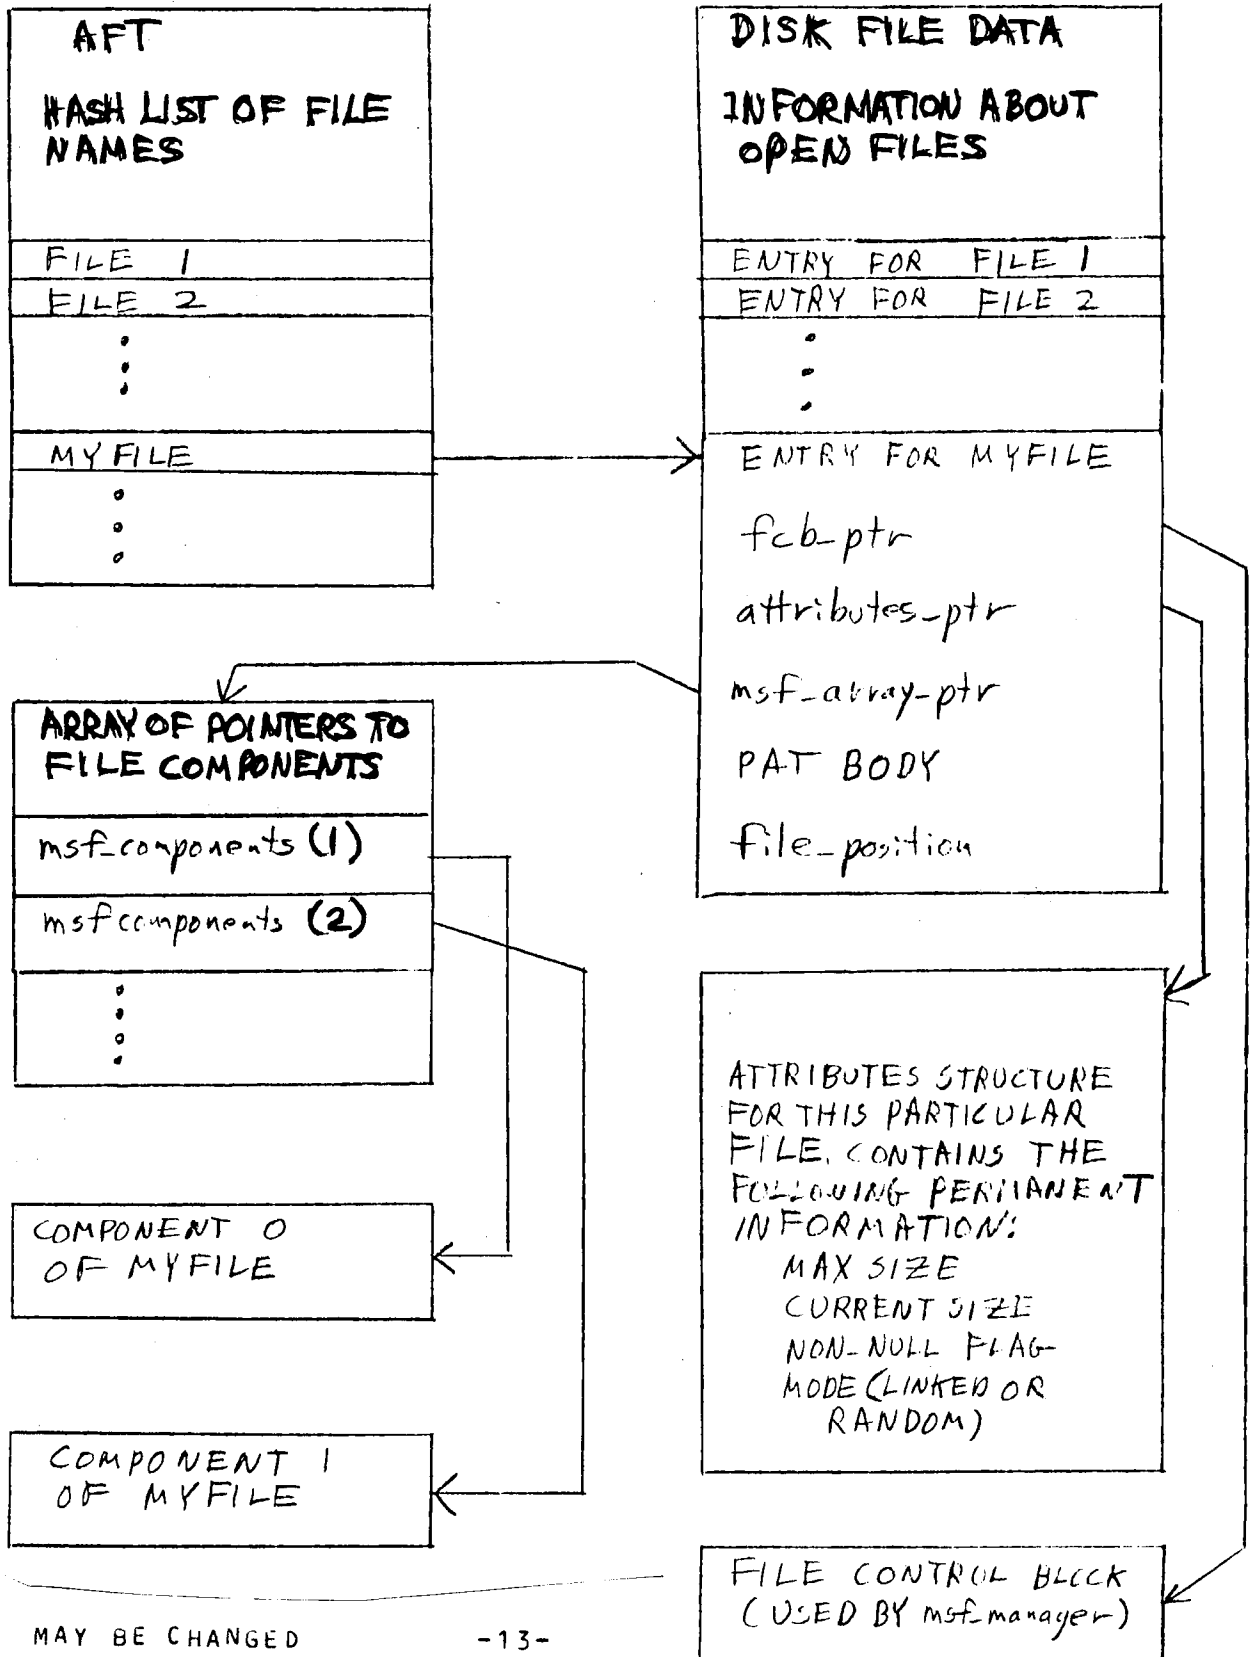 AFT
HASH LIST OF FILE
NAMES
FILE 1
FILE 2
MYFILE
DISK FILE DATA
INFORMATION ABOUT
OPEN FILES
ENTRY FOR FILE 1
ENTRY FOR FILE 2
ENTRY FOR MYFILE
fcb_ptr
attributes_ptr
msf_array_ptr
PAT BODY
file_position
ARRAY OF POINTERS TO
FILE COMPONENTS
msf_components (1)
msfcomponents (2)
COMPONENT 0
OF MYFILE
COMPONENT 1
OF MYFILE
ATTRIBUTES STRUCTURE
FOR THIS PARTICULAR
FILE. CONTAINS THE
FOLLOWING PERMANENT
INFORMATION:
MAX SIZE
CURRENT SIZE
NON-NULL FLAG
MODE (LINKED OR
RANDOM)
FILE CONTROL BLOCK
(USED BY msf_manager)
MAY BE CHANGED -13-